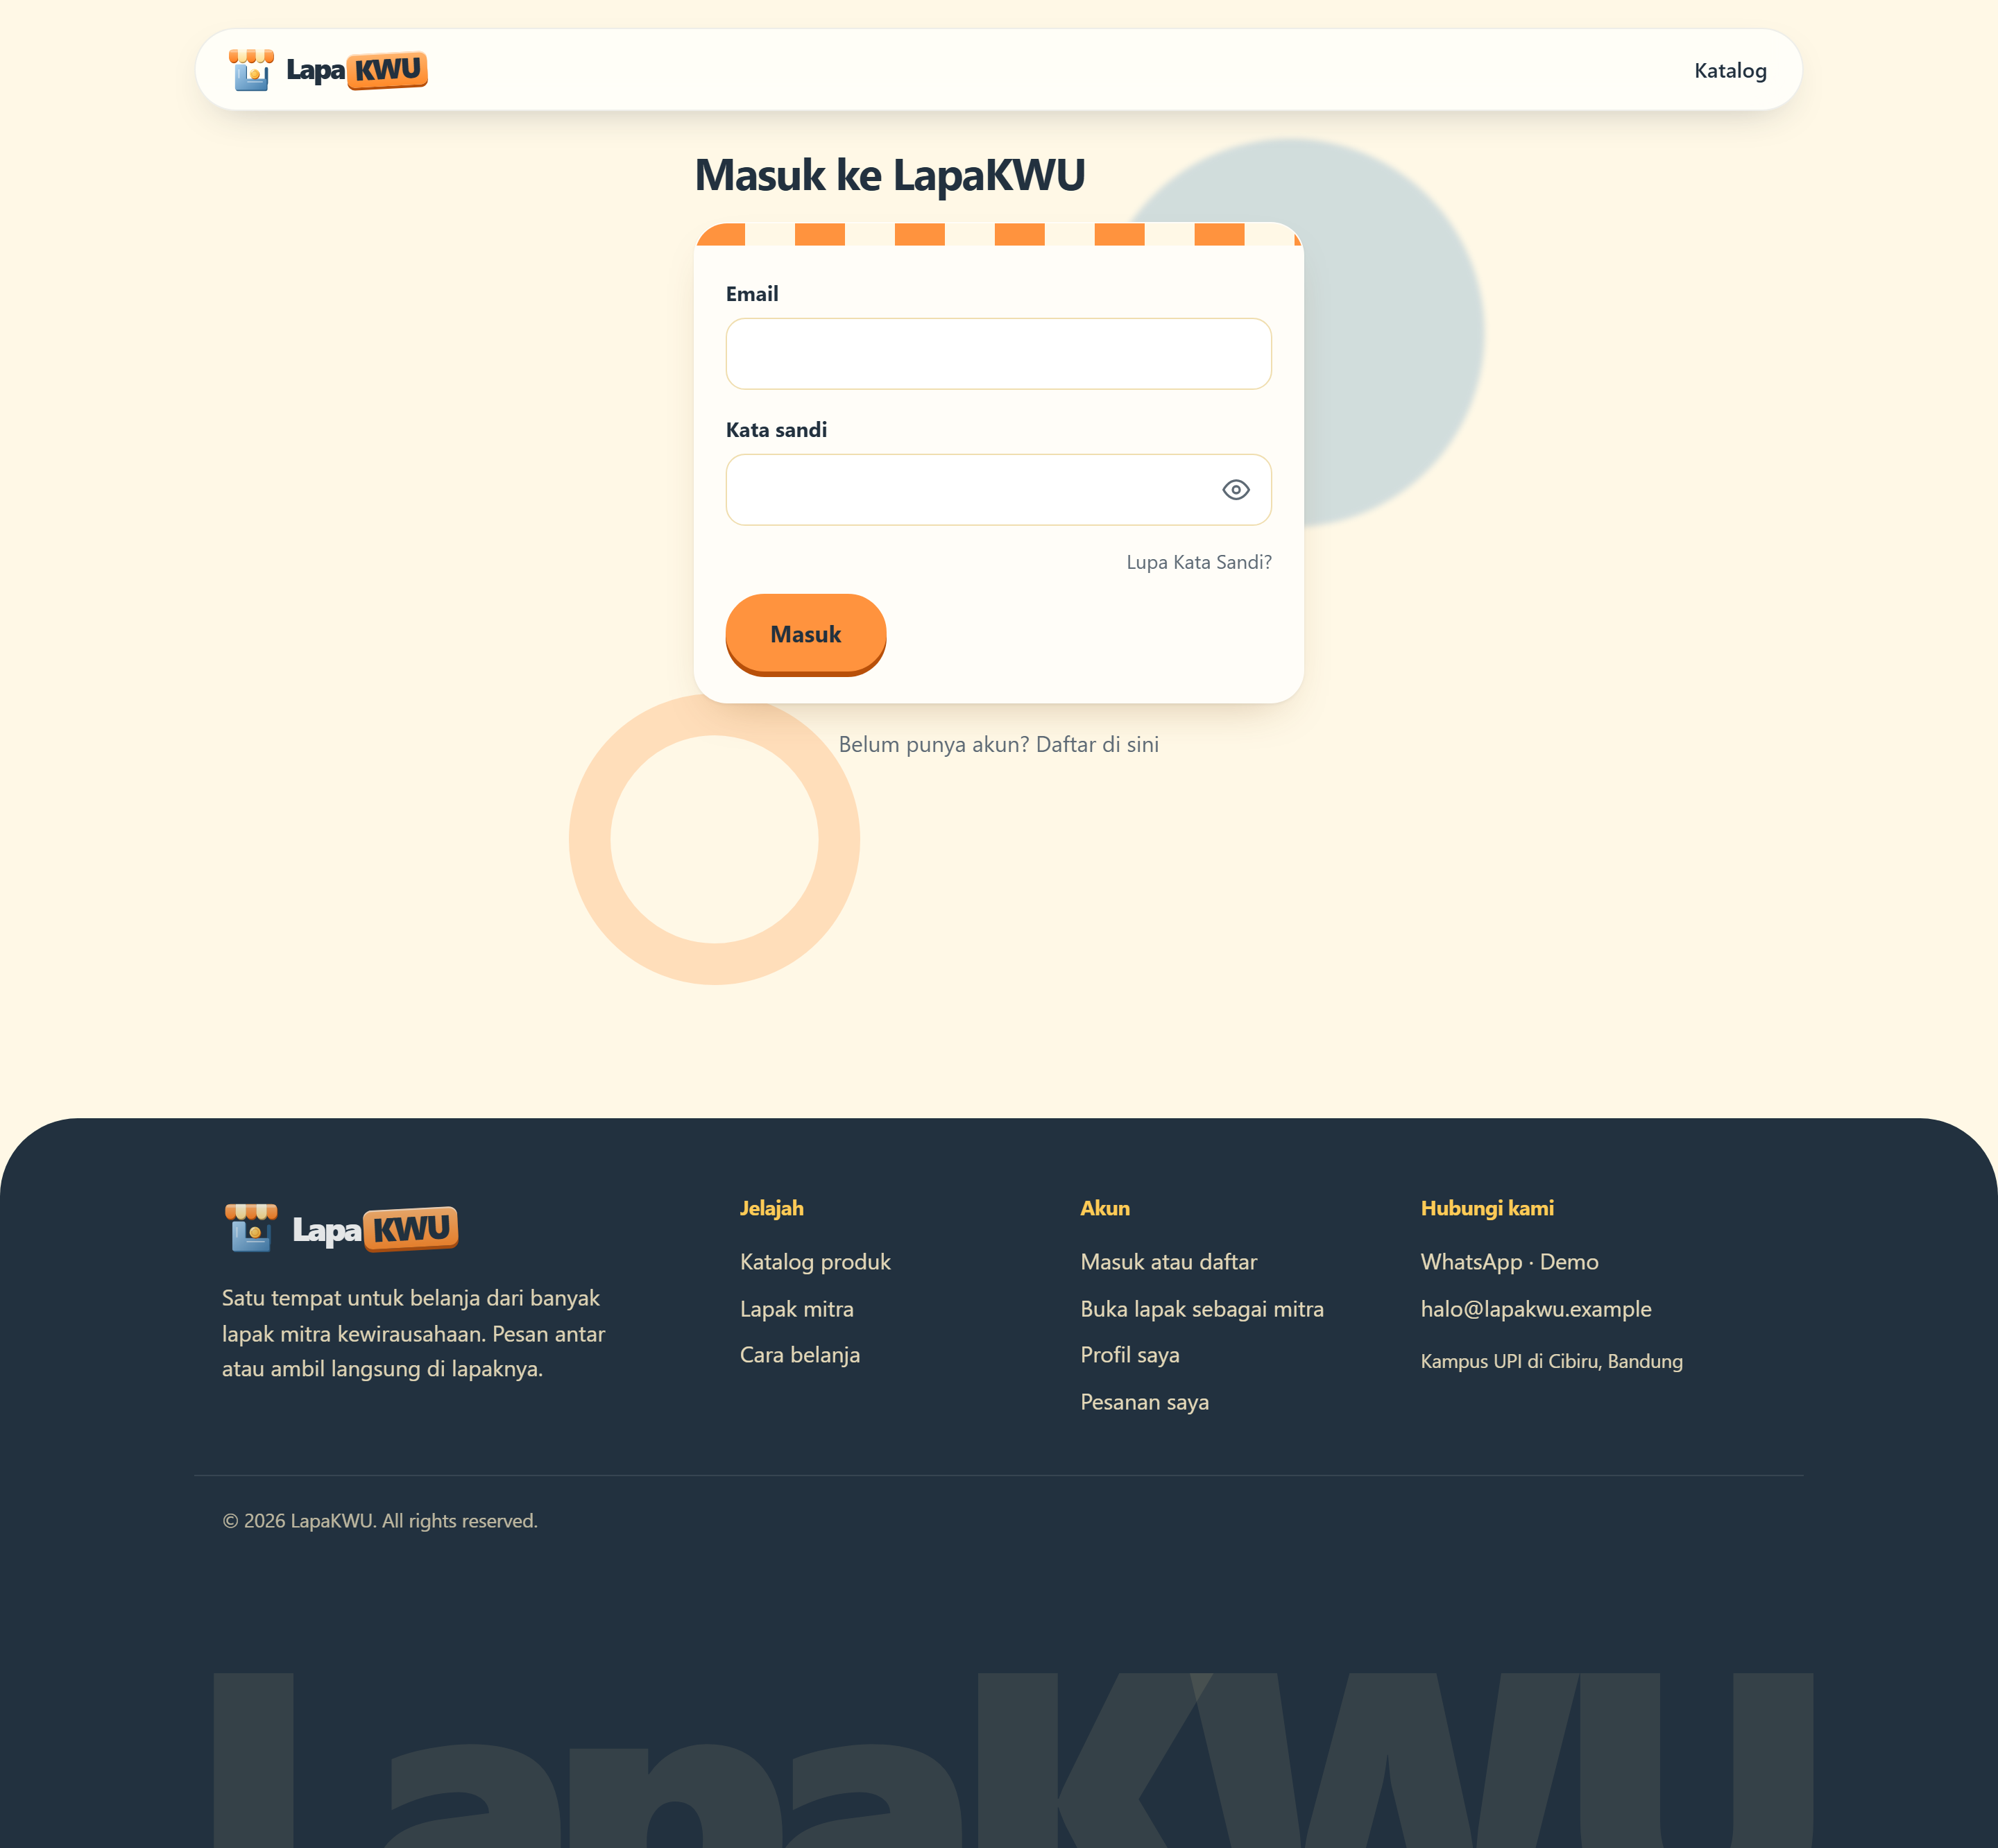 Lapa KWU
Katalog
Masuk ke LapaKWU
Email
Kata sandi
Lupa Kata Sandi?
Masuk
Belum punya akun? Daftar di sini
Lapa KWU
Satu tempat untuk belanja dari banyak
lapak mitra kewirausahaan. Pesan antar
atau ambil langsung di lapaknya.
Jelajah
Katalog produk
Lapak mitra
Cara belanja
Akun
Masuk atau daftar
Buka lapak sebagai mitra
Profil saya
Pesanan saya
Hubungi kami
WhatsApp · Demo
halo@lapakwu.example
Kampus UPI di Cibiru, Bandung
© 2026 LapaKWU. All rights reserved.
LapaKWU